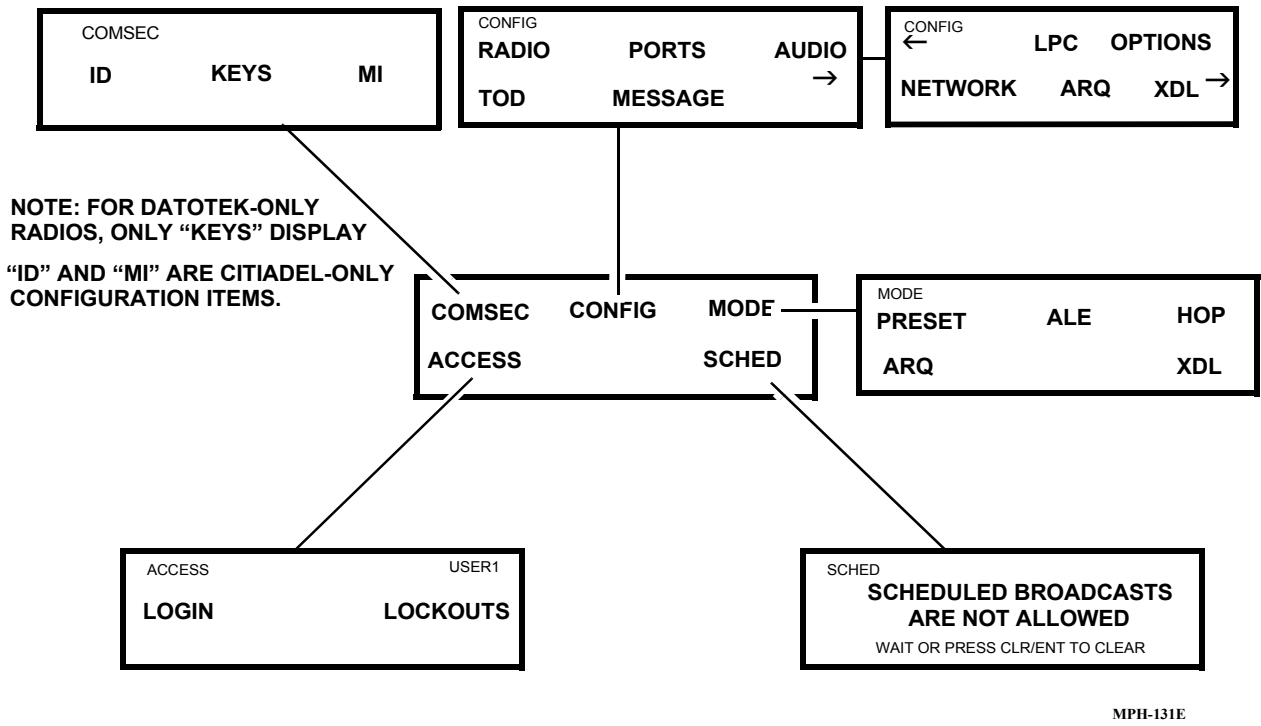 COMSEC
ID KEYS MI
CONFIG
RADIO PORTS AUDIO
→
TOD MESSAGE
CONFIG
← LPC OPTIONS
NETWORK ARQ XDL →
NOTE: FOR DATOTEK-ONLY
RADIOS, ONLY “KEYS” DISPLAY
“ID” AND “MI” ARE CITIADEL-ONLY
CONFIGURATION ITEMS.
COMSEC CONFIG MODE
ACCESS SCHED
MODE
PRESET ALE HOP
ARQ XDL
ACCESS USER1
LOGIN LOCKOUTS
SCHED
SCHEDULED BROADCASTS
ARE NOT ALLOWED
WAIT OR PRESS CLR/ENT TO CLEAR
MPH-131E